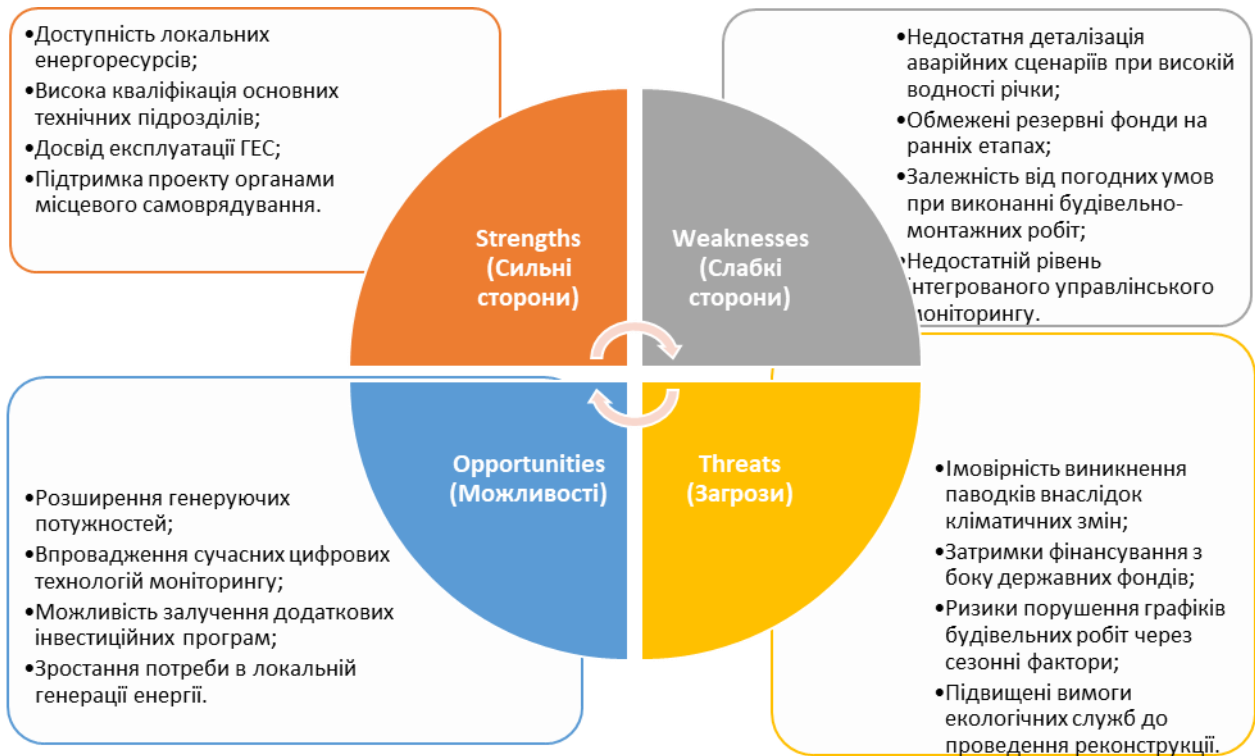 •Доступність локальних
енергоресурсів;
•Висока кваліфікація основних
технічних підрозділів;
•Досвід експлуатації ГЕС;
•Підтримка проекту органами
місцевого самоврядування.
Strengths
(Сильні
сторони)
Weaknesses
(Слабкі
сторони)
•Недостатня деталізація
аварійних сценаріїв при високій
водності річки;
•Обмежені резервні фонди на
ранніх етапах;
•Залежність від погодних умов
при виконанні будівельно-
монтажних робіт;
•Недостатній рівень
інтегрованого управлінського
моніторингу.
•Розширення генеруючих
потужностей;
•Впровадження сучасних цифрових
технологій моніторингу;
•Можливість залучення додаткових
інвестиційних програм;
•Зростання потреби в локальній
генерації енергії.
Opportunities
(Можливості)
Threats
(Загрози)
•Імовірність виникнення
паводків внаслідок
кліматичних змін;
•Затримки фінансування з
боку державних фондів;
•Ризики порушення графіків
будівельних робіт через
сезонні фактори;
•Підвищені вимоги
екологічних служб до
проведення реконструкції.